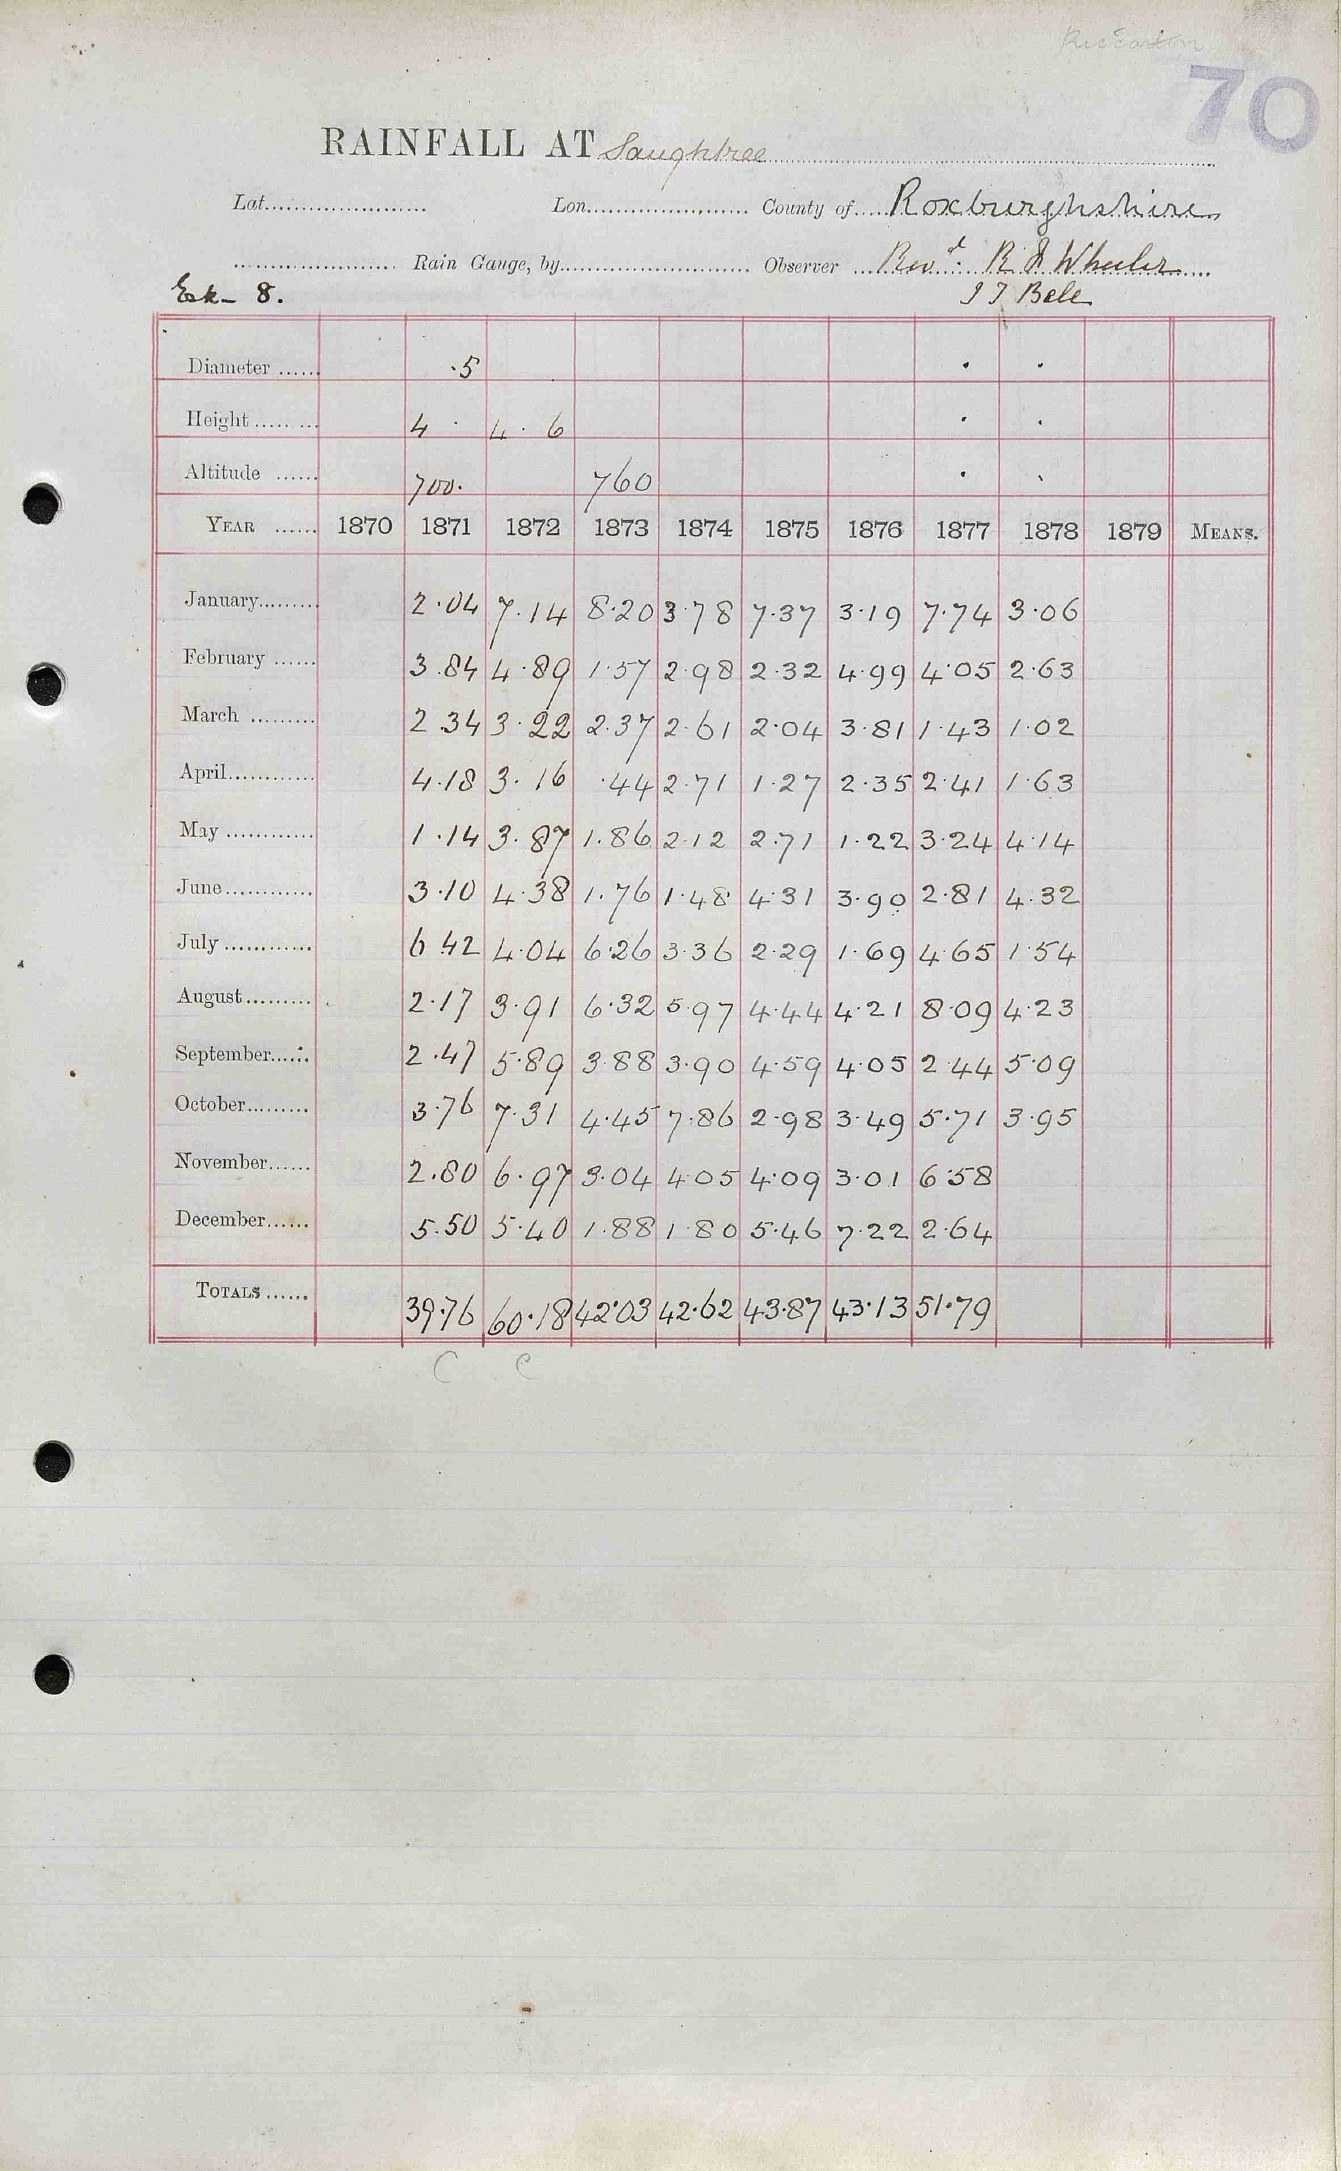 Riccarton
70
RAINFALL AT Saughtree
Lat. Lon. County of Roxburghshire
Rain Gauge, by Observer Revd. R S Wheeler
Esk 8. J T Bell
Diameter ...... .5
Height ...... 4 · 4 · 6
Altitude ...... 700. 760
YEAR ...... 1870 1871 1872 1873 1874 1875 1876 1877 1878 1879 MEANS.
January 2.04 7.14 8.20 3.78 7.37 3.19 7.74 3.06
February 3.84 4.89 1.57 2.98 2.32 4.99 4.05 2.63
March 2 34 3.22 2.37 2.61 2.04 3.81 1.43 1.02
April 4.18 3.16 .44 2.71 1.27 2.35 2.41 1.63
May 1.14 3.87 1.86 2.12 2.71 1.22 3.24 4.14
June 3.10 4.38 1.76 1.48 4.31 3.90 2.81 4.32
July 6 42 4.04 6.26 3.36 2.29 1.69 4.65 1.54
August 2.17 3.91 6.32 5.97 4.44 4.21 8.09 4.23
September 2.47 5.89 3.88 3.90 4.59 4.05 2.44 5.09
October 3.76 7.31 4.45 7.86 2.98 3.49 5.71 3.95
November 2.80 6.97 3.04 4.05 4.09 3.01 6.58
December 5.50 5.40 1.88 1.80 5.46 7.22 2.64
TOTALS 39.76 60.18 42.03 42.62 43.87 43.13 51.79
C C